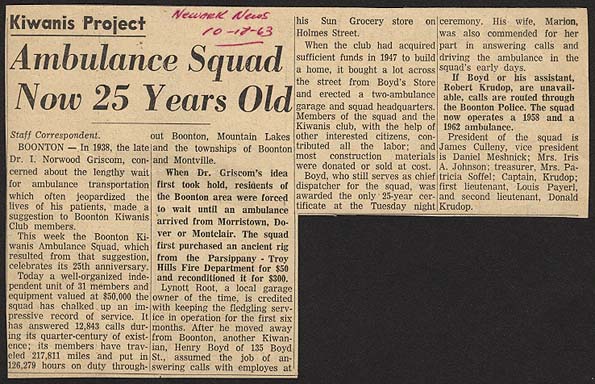 Kiwanis Project
Newark News
10-17-63
Ambulance Squad
Now 25 Years Old
Staff Correspondent.
BOONTON — In 1938, the late
Dr. I. Norwood Griscom, con-
cerned about the lengthy wait
for ambulance transportation
which often jeopardized the
lives of his patients, made a
suggestion to Boonton Kiwanis
Club members.
This week the Boonton Ki-
wanis Ambulance Squad, which
resulted from that suggestion,
celebrates its 25th anniversary.
Today a well-organized inde-
pendent unit of 31 members and
equipment valued at $50,000 the
squad has chalked up an im-
pressive record of service. It
has answered 12,843 calls dur-
ing its quarter-century of exist-
ence; its members have trav-
eled 217,811 miles and put in
126,279 hours on duty through-
out Boonton, Mountain Lakes
and the townships of Boonton
and Montville.
When Dr. Griscom's idea
first took hold, residents of
the Boonton area were forced
to wait until an ambulance
arrived from Morristown, Do-
ver or Montclair. The squad
first purchased an ancient rig
from the Parsippany - Troy
Hills Fire Department for $50
and reconditioned it for $300.
Lynott Root, a local garage
owner of the time, is credited
with keeping the fledgling serv-
ice in operation for the first six
months. After he moved away
from Boonton, another Kiwan-
ian, Henry Boyd of 135 Boyd
St., assumed the job of an-
swering calls with employes at
his Sun Grocery store on
Holmes Street.
When the club had acquired
sufficient funds in 1947 to build
a home, it bought a lot across
the street from Boyd's Store
and erected a two-ambulance
garage and squad headquarters.
Members of the squad and the
Kiwanis club, with the help of
other interested citizens, con-
tributed all the labor; and
most construction materials
were donated or sold at cost.
Boyd, who still serves as chief
dispatcher for the squad, was
awarded the only 25-year cer-
tificate at the Tuesday night
ceremony. His wife, Marion,
was also commended for her
part in answering calls and
driving the ambulance in the
squad's early days.
If Boyd or his assistant,
Robert Krudop, are unavail-
able, calls are routed through
the Boonton Police. The squad
now operates a 1958 and a
1962 ambulance.
President of the squad is
James Culleny, vice president
is Daniel Meshnick; Mrs. Iris
A. Johnson; treasurer, Mrs. Pa-
tricia Soffel; Captain, Krudop;
first lieutenant, Louis Payerl,
and second lieutenant, Donald
Krudop.